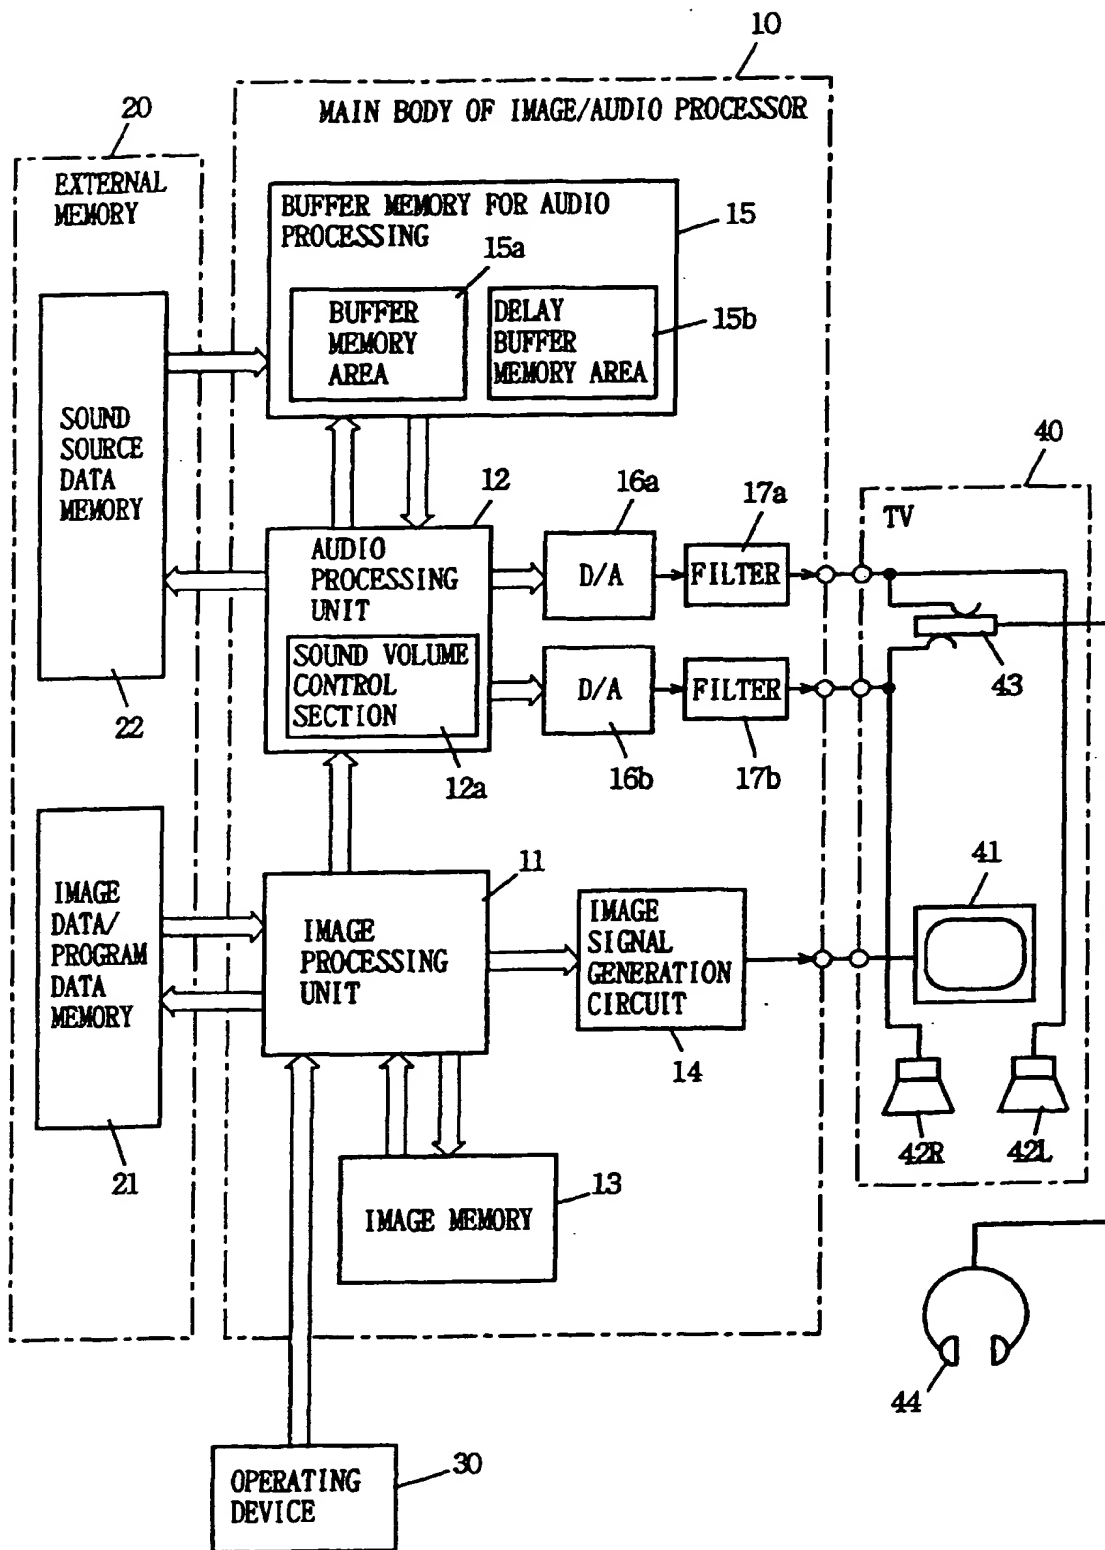 10
MAIN BODY OF IMAGE/AUDIO PROCESSOR
20
EXTERNAL
MEMORY
BUFFER MEMORY FOR AUDIO
PROCESSING
15
15a
BUFFER
MEMORY
AREA
DELAY
BUFFER
MEMORY AREA
15b
SOUND
SOURCE
DATA
MEMORY
22
12
AUDIO
PROCESSING
UNIT
SOUND VOLUME
CONTROL
SECTION
12a
16a
D/A
17a
FILTER
D/A
16b
FILTER
17b
40
TV
43
41
42R
42L
44
IMAGE
DATA/
PROGRAM
DATA
MEMORY
21
11
IMAGE
PROCESSING
UNIT
IMAGE
SIGNAL
GENERATION
CIRCUIT
14
IMAGE MEMORY
13
OPERATING
DEVICE
30